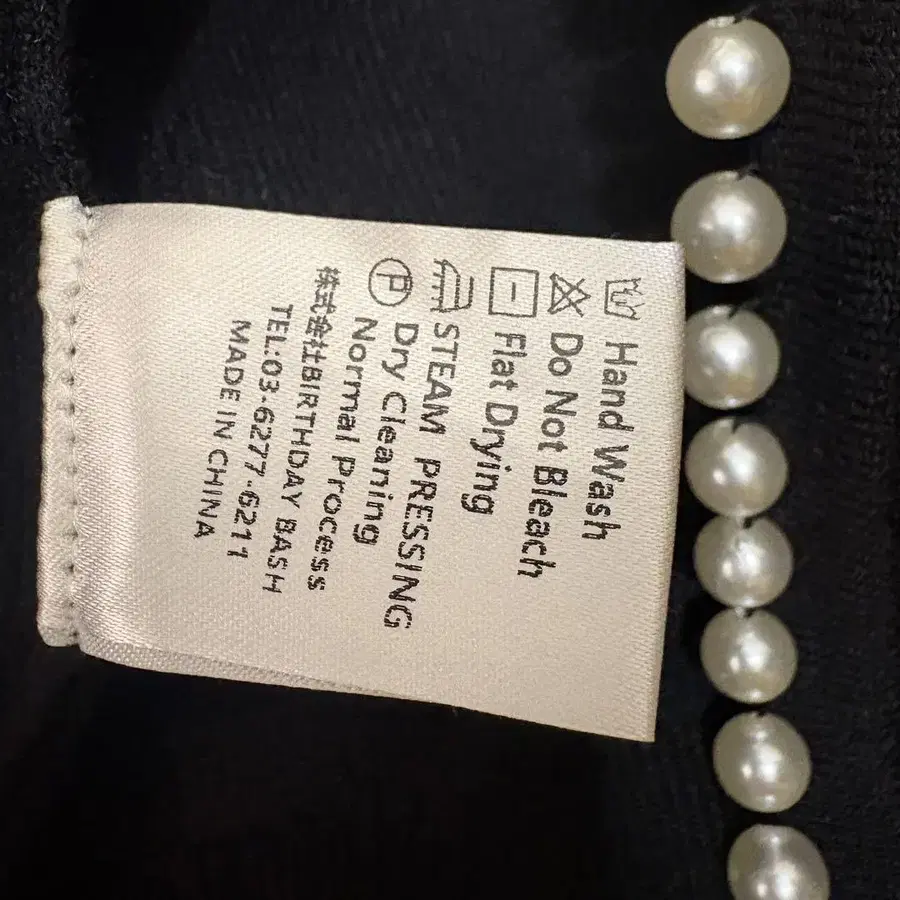 Hand Wash
Do Not Bleach
Flat Drying
STEAM PRESSING
Dry Cleaning
Normal Process
株式会社BIRTHDAY BASH
TEL:03-6277-6211
MADE IN CHINA